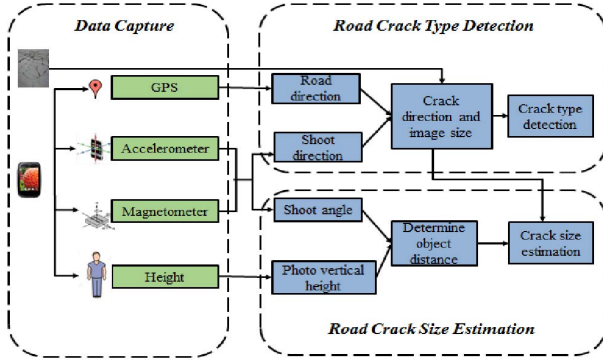 Data Capture
Road Crack Type Detection
GPS
Accelerometer
Magnetometer
Height
Road
direction
Shoot
direction
Crack
direction and
image size
Crack type
detection
Shoot angle
Photo vertical
height
Determine
object
distance
Crack size
estimation
Road Crack Size Estimation